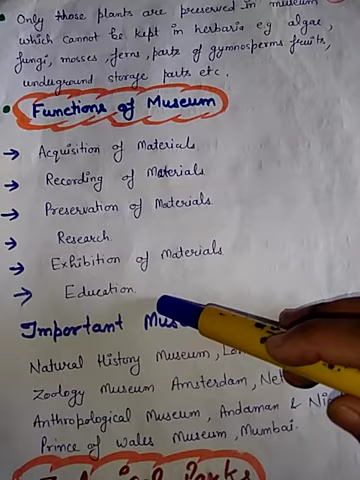 Only those plants are preserved in museum
which cannot be kept in herbaria e.g algae,
fungi, mosses, ferns, parts of gymnosperms fruits,
underground storage parts etc.
Functions of Museum
→ Acquisition of Materials
→ Recording of Materials
→ Preservation of Materials
→ Research
→ Exhibition of Materials
→ Education
Important
Natural History Museum,
Zoology Museum Amsterdam,
Anthropological Museum, Andaman &
Prince of Wales Museum, Mumbai.
Parks